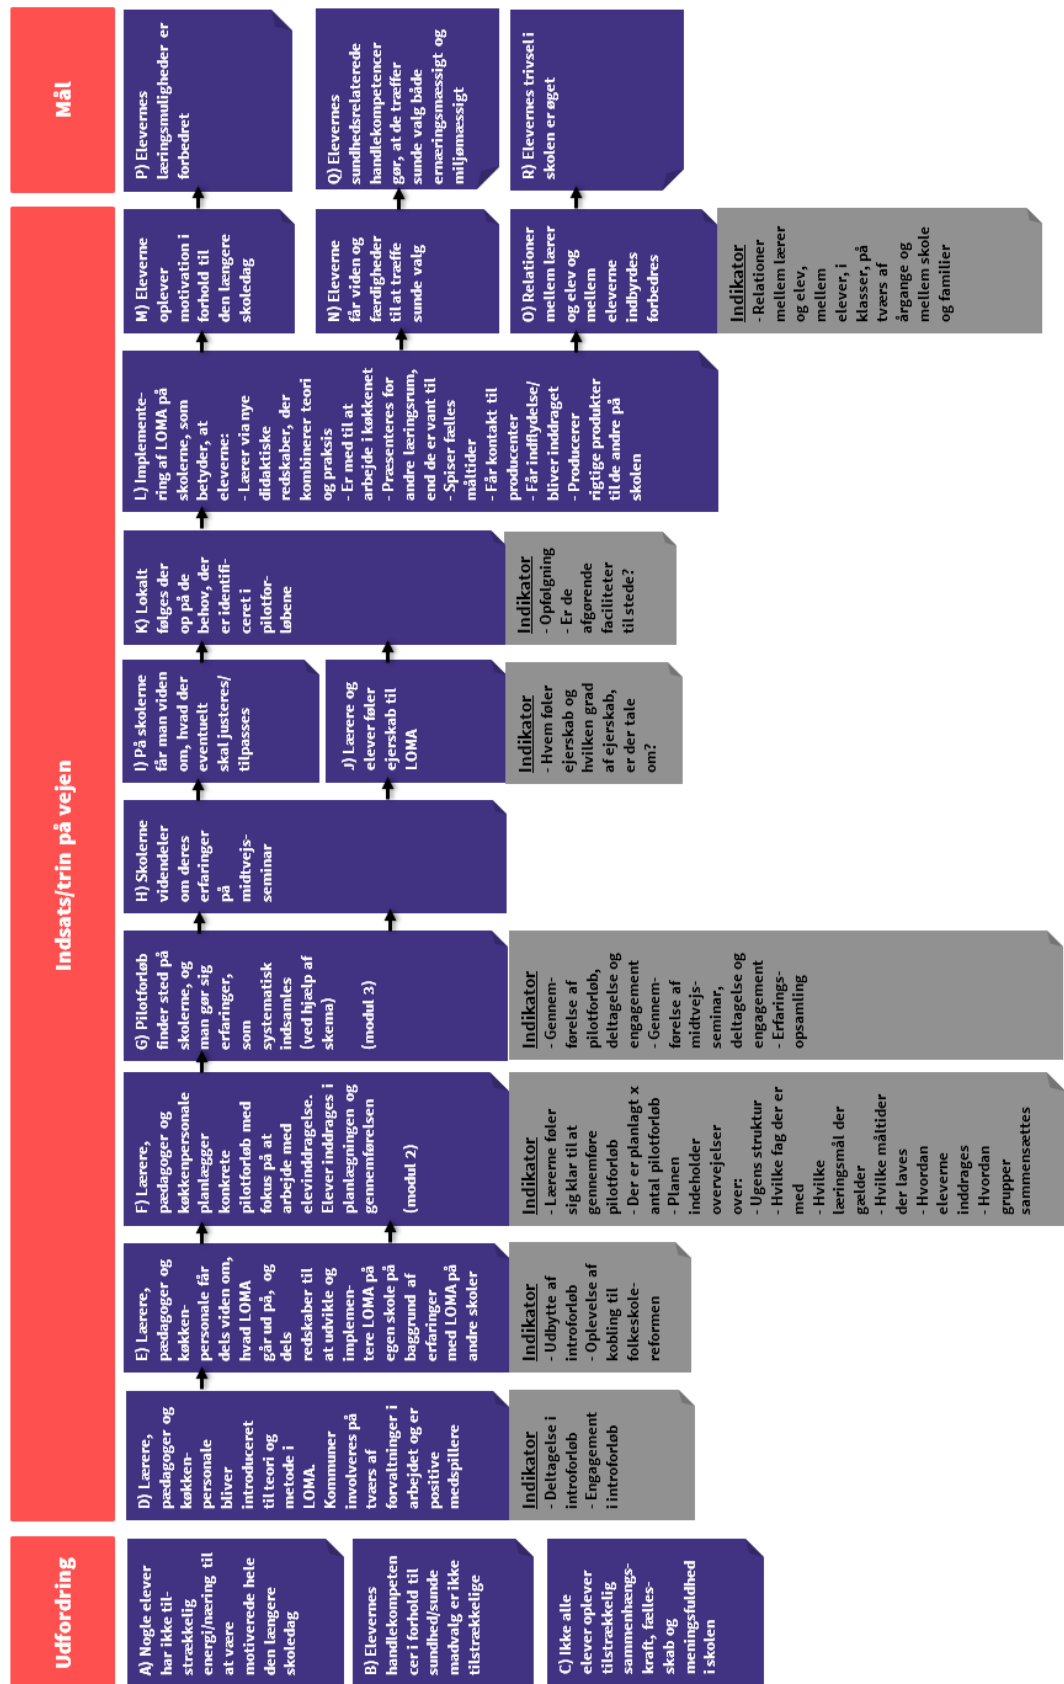 Udfordring
Indsats/trin på vejen
Mål
A) Nogle elever
har ikke til-
strækkelig
energi/næring til
at være
motiverede hele
den længere
skoledag
B) Elevernes
handlekompeten
cer i forhold til
sundhed/sunde
madvalg er ikke
tilstrækkelige
C) Ikke alle
elever oplever
tilstrækkelig
sammenhængs-
kraft, fælles-
skab og
meningsfuldhed
i skolen
D) Lærere,
pædagoger og
køkken-
personale
bliver
introduceret
til teori og
metode i
LOMA.
Kommuner
involveres på
tværs af
forvaltninger i
arbejdet og er
positive
medspillere
Indikator
- Deltagelse i
introforløb
- Engagement
i introforløb
E) Lærere,
pædagoger og
køkken-
personale får
dels viden om,
hvad LOMA
går ud på, og
dels
redskaber til
at udvikle og
implemen-
tere LOMA på
egen skole på
baggrund af
erfaringer
med LOMA på
andre skoler
Indikator
- Udbytte af
introforløb
- Oplevelse af
kobling til
folkeskole-
reformen
F) Lærere,
pædagoger og
køkkenpersonale
planlægger
konkrete
pilotforløb med
fokus på at
arbejde med
elevinddragelse.
Elever inddrages i
planlægningen og
gennemførelsen
(modul 2)
Indikator
- Lærerne føler
sig klar til at
gennemføre
pilotforløb
- Der er planlagt x
antal pilotforløb
- Planen
indeholder
overvejelser
over:
- Ugens struktur
- Hvilke fag der er
med
- Hvilke
læringsmål der
gælder
- Hvilke måltider
der laves
- Hvordan
eleverne
inddrages
- Hvordan
grupper
sammensættes
G) Pilotforløb
finder sted på
skolerne, og
man gør sig
erfaringer,
som
systematisk
indsamles
(ved hjælp af
skema)
(modul 3)
Indikator
- Gennem-
førelse af
pilotforløb,
deltagelse og
engagement
- Gennem-
førelse af
midtvejs-
seminar,
deltagelse og
engagement
- Erfarings-
opsamling
H) Skolerne
videndeler
om deres
erfaringer
på
midtvejs-
seminar
I) På skolerne
får man viden
om, hvad der
eventuelt
skal justeres/
tilpasses
J) Lærere og
elever føler
ejerskab til
LOMA
Indikator
- Hvem føler
ejerskab og
hvilken grad
af ejerskab,
er der tale
om?
K) Lokalt
følges der
op på de
behov, der
er identifi-
ceret i
pilotfor-
løbene
Indikator
- Opfølgning
- Er de
afgørende
faciliteter
til stede?
L) Implemente-
ring af LOMA på
skolerne, som
betyder, at
eleverne:
- Lærer via nye
didaktiske
redskaber, der
kombinerer teori
og praksis
- Er med til at
arbejde i køkkenet
- Præsenteres for
andre læringsrum,
end de er vant til
- Spiser fælles
måltider
- Får kontakt til
producenter
- Får indflydelse/
bliver inddraget
- Producerer
rigtige produkter
til de andre på
skolen
M) Eleverne
oplever
motivation i
forhold til
den længere
skoledag
N) Eleverne
får viden og
færdigheder
til at træffe
sunde valg
O) Relationer
mellem lærer
og elev og
mellem
eleverne
indbyrdes
forbedres
Indikator
- Relationer
mellem lærer
og elev,
mellem
elever, i
klasser, på
tværs af
årgange og
mellem skole
og familier
P) Elevernes
læringsmuligheder er
forbedret
Q) Elevernes
sundhedsrelaterede
handlekompetencer
gør, at de træffer
sunde valg både
ernæringsmæssigt og
miljømæssigt
R) Elevernes trivsel i
skolen er øget